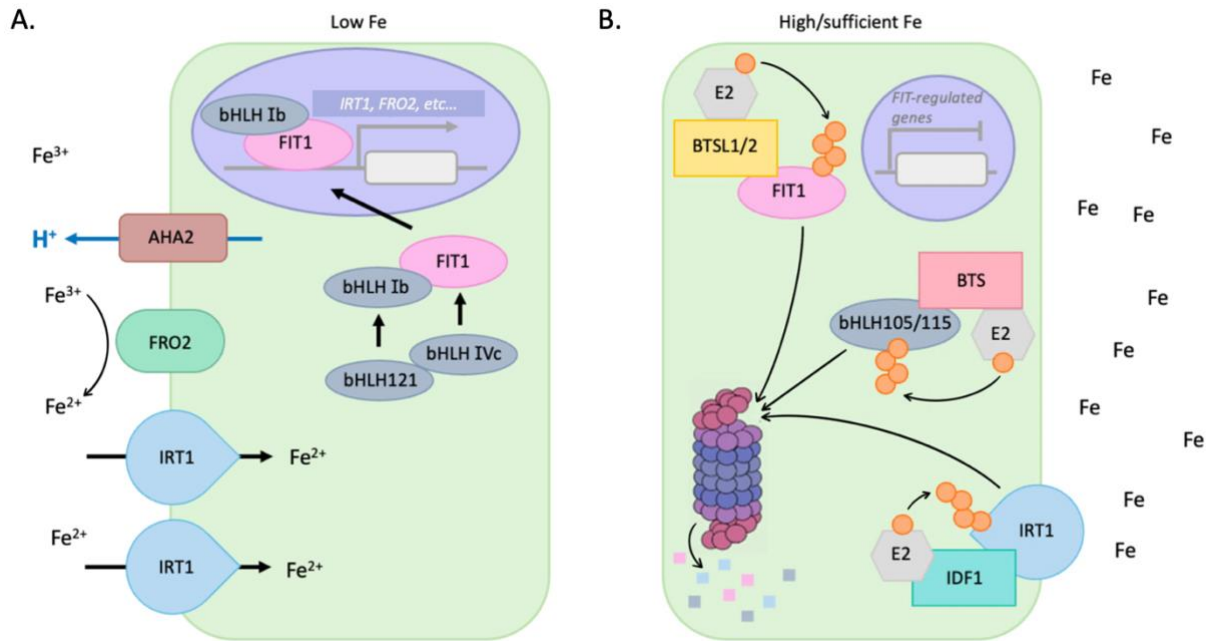 A.
Low Fe
bHLH Ib
IRT1, FRO2, etc...
FIT1
Fe³⁺
H⁺
AHA2
FIT1
bHLH Ib
Fe³⁺
FRO2
bHLH IVc
bHLH121
Fe²⁺
IRT1
Fe²⁺
Fe²⁺
IRT1
Fe²⁺
B.
High/sufficient Fe
E2
BTSL1/2
FIT1
FIT-regulated
genes
BTS
bHLH105/115
E2
IRT1
E2
IDF1
Fe
Fe
Fe
Fe
Fe
Fe
Fe
Fe
Fe
Fe